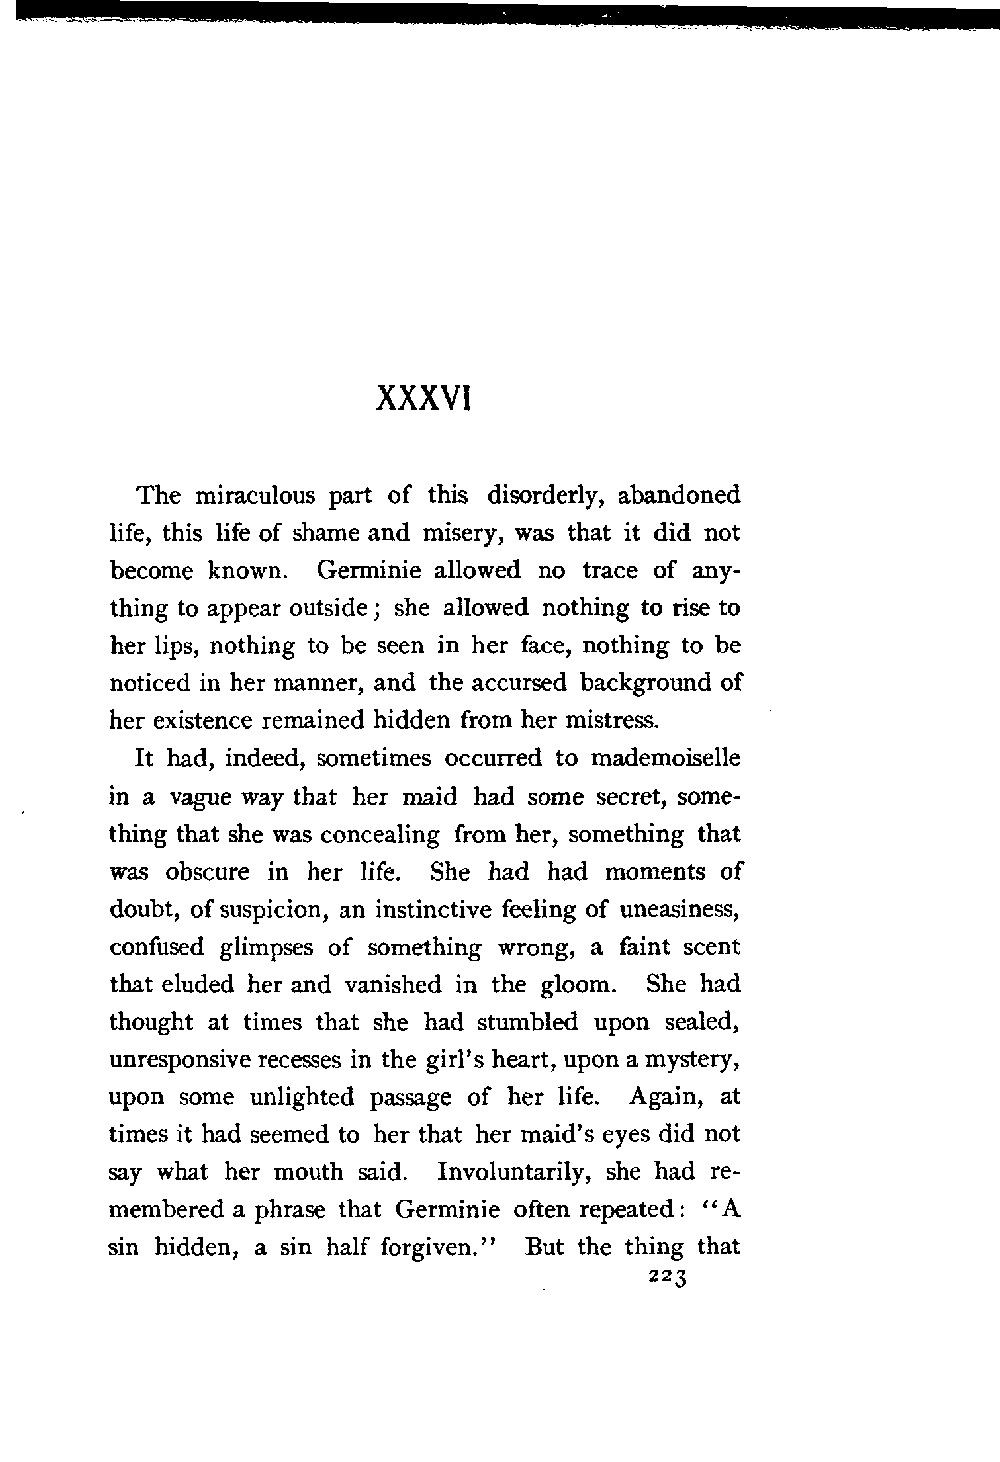 XXXVI
The miraculous part of this disorderly, abandoned
life, this life of shame and misery, was that it did not
become known. Germinie allowed no trace of any-
thing to appear outside; she allowed nothing to rise to
her lips, nothing to be seen in her face, nothing to be
noticed in her manner, and the accursed background of
her existence remained hidden from her mistress.
It had, indeed, sometimes occurred to mademoiselle
in a vague way that her maid had some secret, some-
thing that she was concealing from her, something that
was obscure in her life. She had had moments of
doubt, of suspicion, an instinctive feeling of uneasiness,
confused glimpses of something wrong, a faint scent
that eluded her and vanished in the gloom. She had
thought at times that she had stumbled upon sealed,
unresponsive recesses in the girl's heart, upon a mystery,
upon some unlighted passage of her life. Again, at
times it had seemed to her that her maid's eyes did not
say what her mouth said. Involuntarily, she had re-
membered a phrase that Germinie often repeated: "A
sin hidden, a sin half forgiven." But the thing that
223